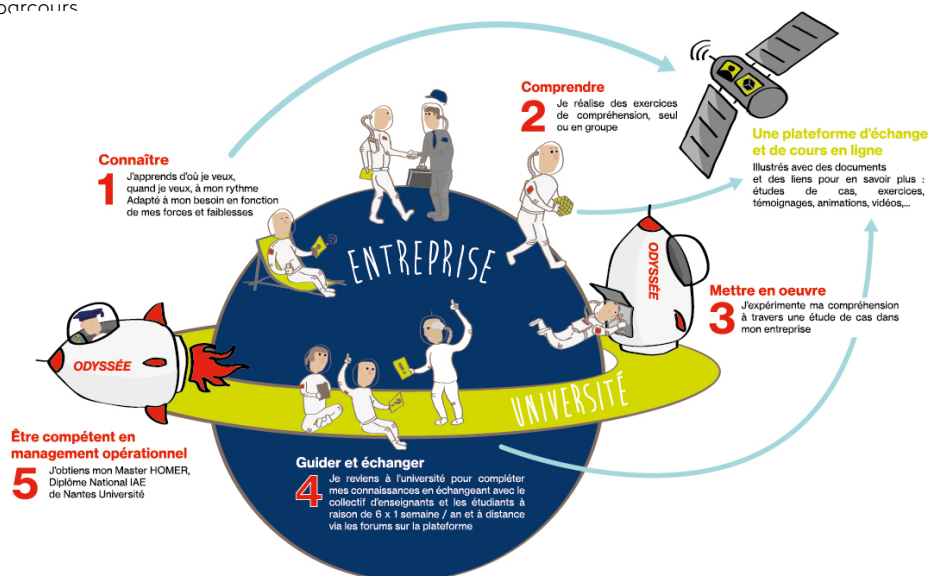 parcours
Connaître
1
J'apprends d'où je veux,
quand je veux, à mon rythme
Adapté à mon besoin en fonction
de mes forces et faiblesses
Comprendre
2
Je réalise des exercices
de compréhension, seul
ou en groupe
Une plateforme d'échange
et de cours en ligne
Illustrés avec des documents
et des liens pour en savoir plus :
études de cas, exercices,
témoignages, animations, vidéos,...
ENTREPRISE
ODYSSÉE
Mettre en oeuvre
3
J'expérimente ma compréhension
à travers une étude de cas dans
mon entreprise
ODYSSÉE
UNIVERSITÉ
Guider et échanger
4
Je reviens à l'université pour compléter
mes connaissances en échangeant avec le
collectif d'enseignants et les étudiants à
raison de 6 x 1 semaine / an et à distance
via les forums sur la plateforme
Être compétent en
management opérationnel
5
J'obtiens mon Master HOMER,
Diplôme National IAE
de Nantes Université